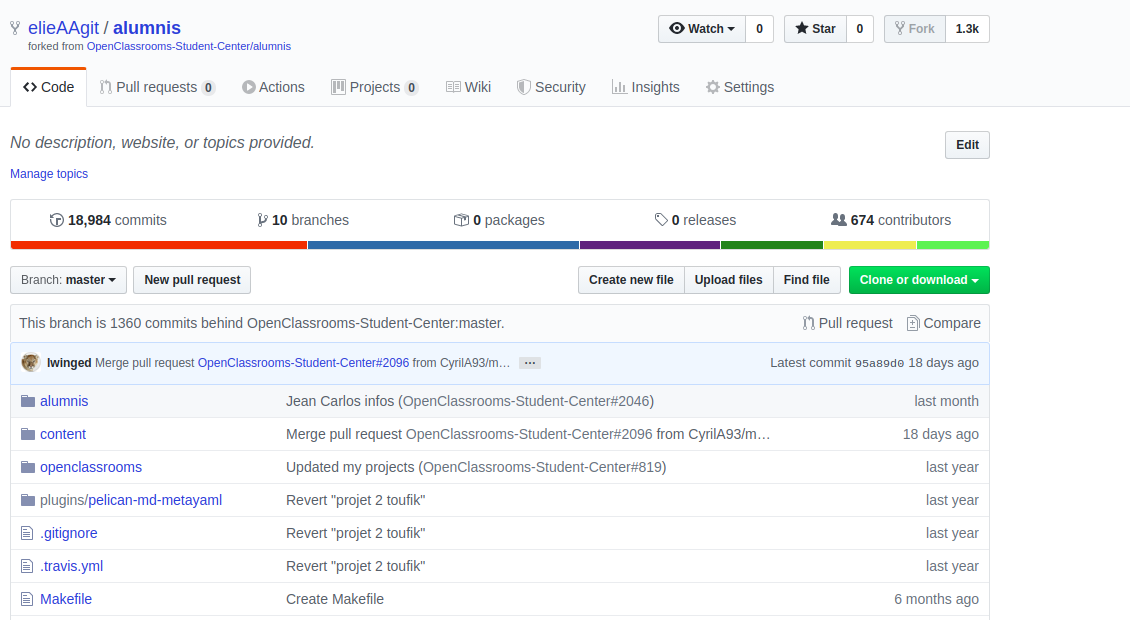 elieAAgit / alumnis
Watch 0 Star 0 Fork 1.3k
forked from OpenClassrooms-Student-Center/alumnis
Code Pull requests 0 Actions Projects 0 Wiki Security Insights Settings
No description, website, or topics provided.
Edit
Manage topics
18,984 commits 10 branches 0 packages 0 releases 674 contributors
Branch: master New pull request Create new file Upload files Find file Clone or download
This branch is 1360 commits behind OpenClassrooms-Student-Center:master. Pull request Compare
lwinged Merge pull request OpenClassrooms-Student-Center#2096 from CyrilA93/m… … Latest commit 95a89d0 18 days ago
alumnis Jean Carlos infos (OpenClassrooms-Student-Center#2046) last month
content Merge pull request OpenClassrooms-Student-Center#2096 from CyrilA93/m… 18 days ago
openclassrooms Updated my projects (OpenClassrooms-Student-Center#819) last year
plugins/pelican-md-metayaml Revert "projet 2 toufik" last year
.gitignore Revert "projet 2 toufik" last year
.travis.yml Revert "projet 2 toufik" last year
Makefile Create Makefile 6 months ago